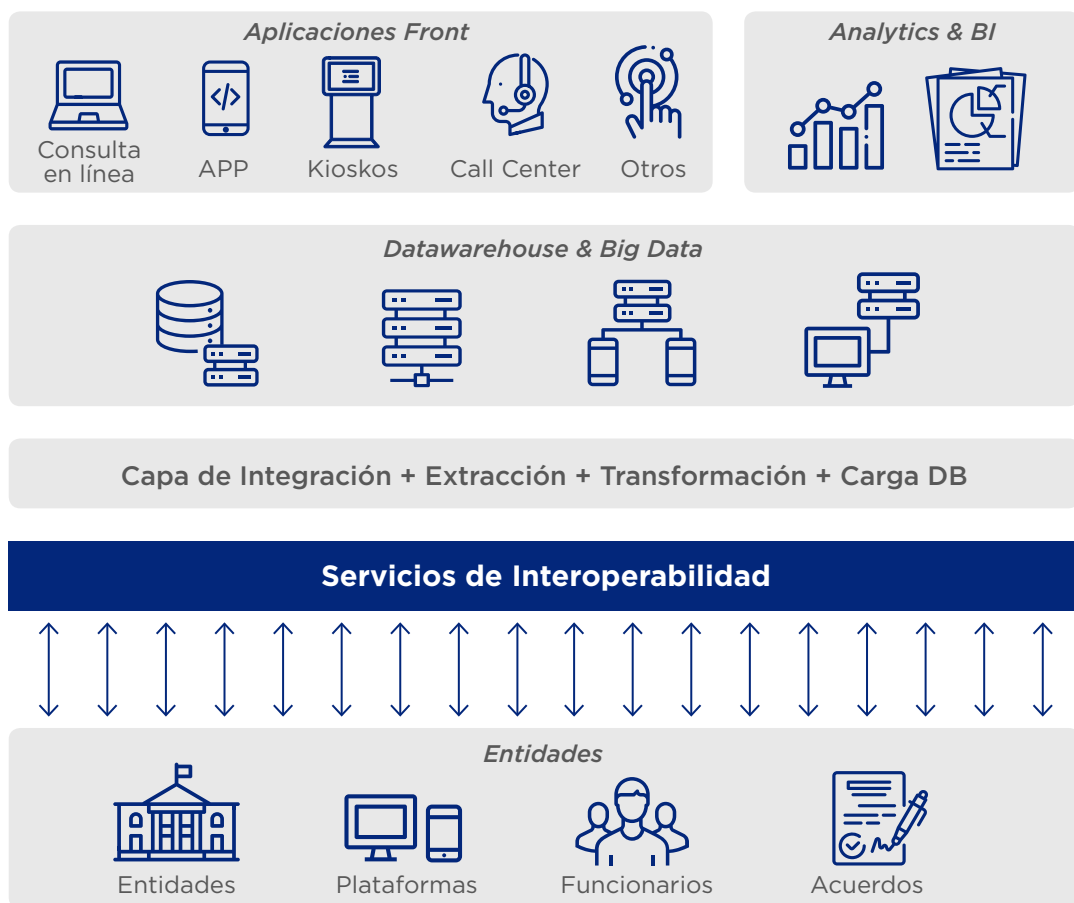 Aplicaciones Front
Consulta
en línea
APP
Kioskos
Call Center
Otros
Analytics & BI
Datawarehouse & Big Data
Capa de Integración + Extracción + Transformación + Carga DB
Servicios de Interoperabilidad
Entidades
Entidades
Plataformas
Funcionarios
Acuerdos